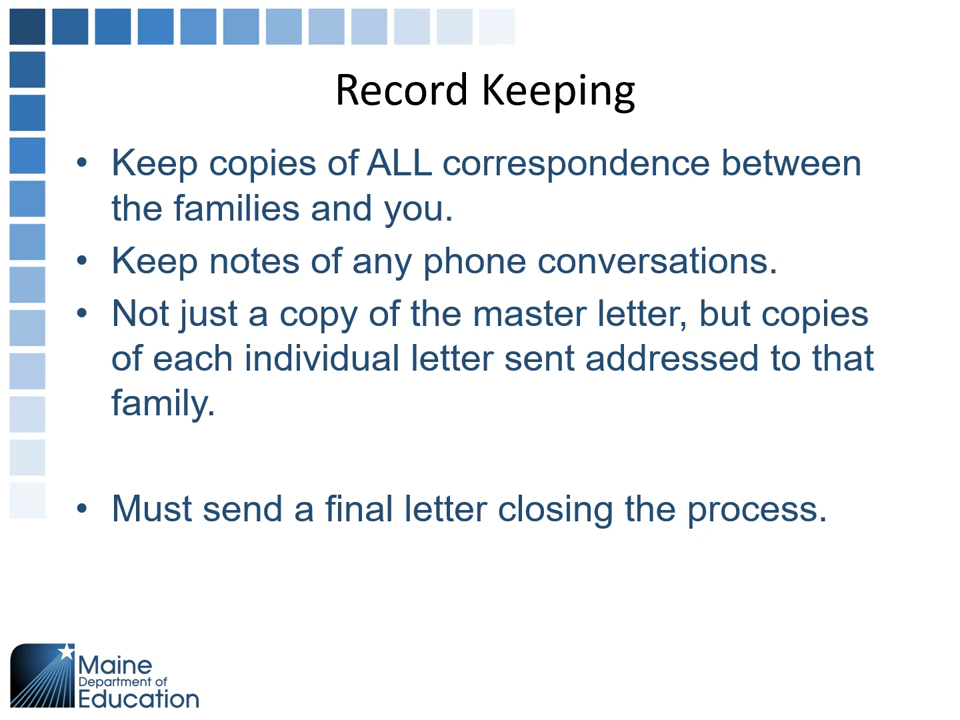 Record Keeping
• Keep copies of ALL correspondence between
the families and you.
• Keep notes of any phone conversations.
• Not just a copy of the master letter, but copies
of each individual letter sent addressed to that
family.
• Must send a final letter closing the process.
Maine
Department of
Education